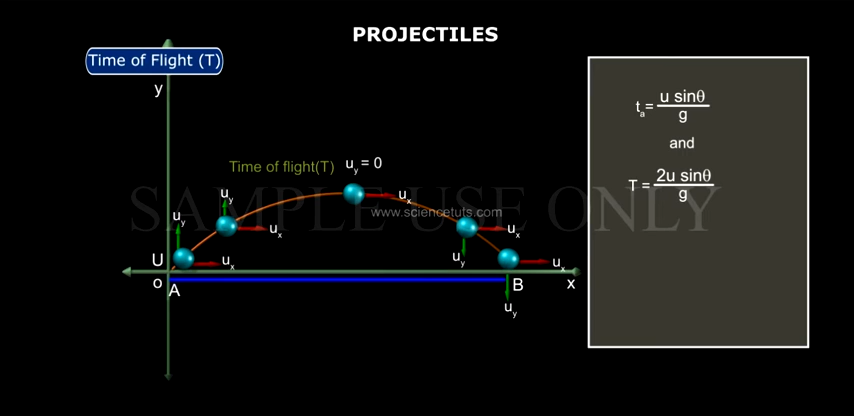 PROJECTILES
Time of Flight (T)
y
Time of flight(T)
u_y = 0
u_x
u_y
u_x
u_y
u_x
u_y
u_x
u_y
u_x
U
o
A
B
x
t_a = u sinθ / g
and
T = 2u sinθ / g
SAMPLE USE ONLY
www.sciencetuts.com